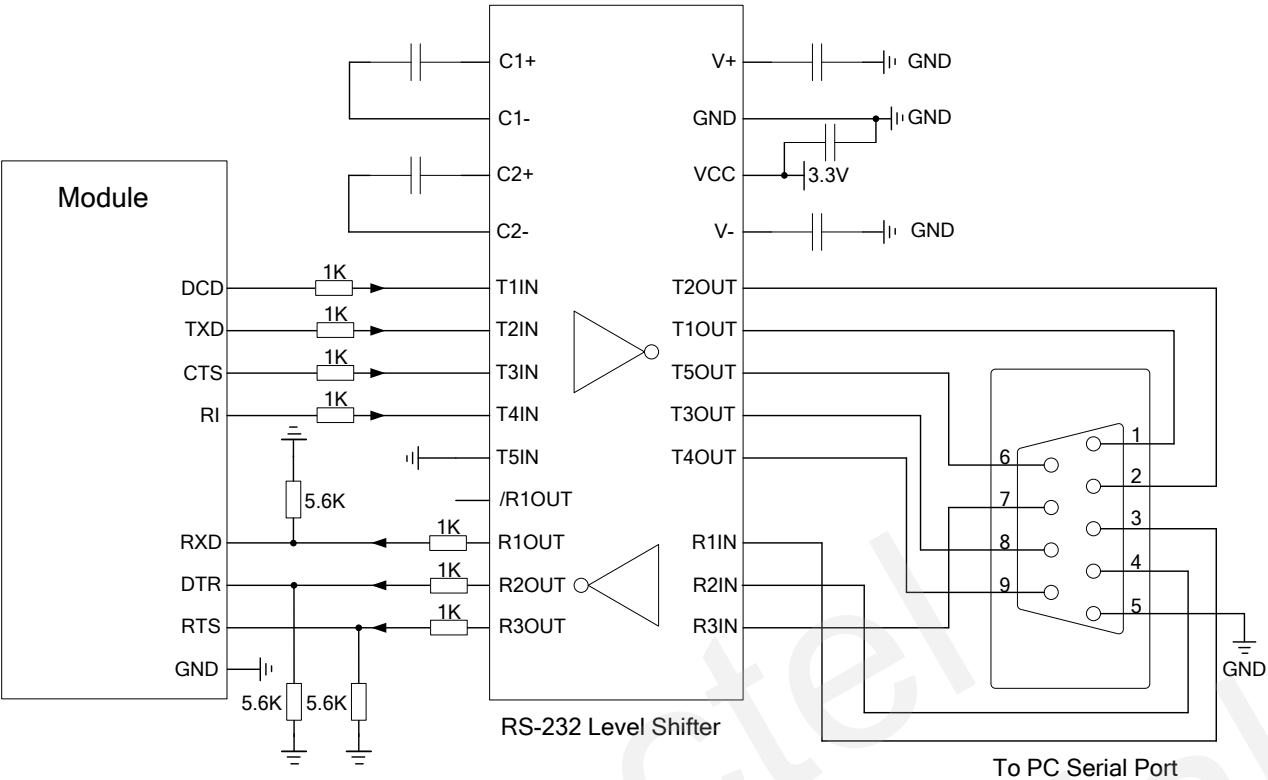 Module
DCD
TXD
CTS
RI
RXD
DTR
RTS
GND
1K
1K
1K
1K
5.6K
1K
1K
1K
5.6K
5.6K
C1+
C1-
C2+
C2-
T1IN
T2IN
T3IN
T4IN
T5IN
/R1OUT
R1OUT
R2OUT
R3OUT
V+
GND
VCC
V-
T2OUT
T1OUT
T5OUT
T3OUT
T4OUT
R1IN
R2IN
R3IN
RS-232 Level Shifter
GND
GND
3.3V
GND
1
6
2
7
3
8
4
9
5
GND
To PC Serial Port
ctel